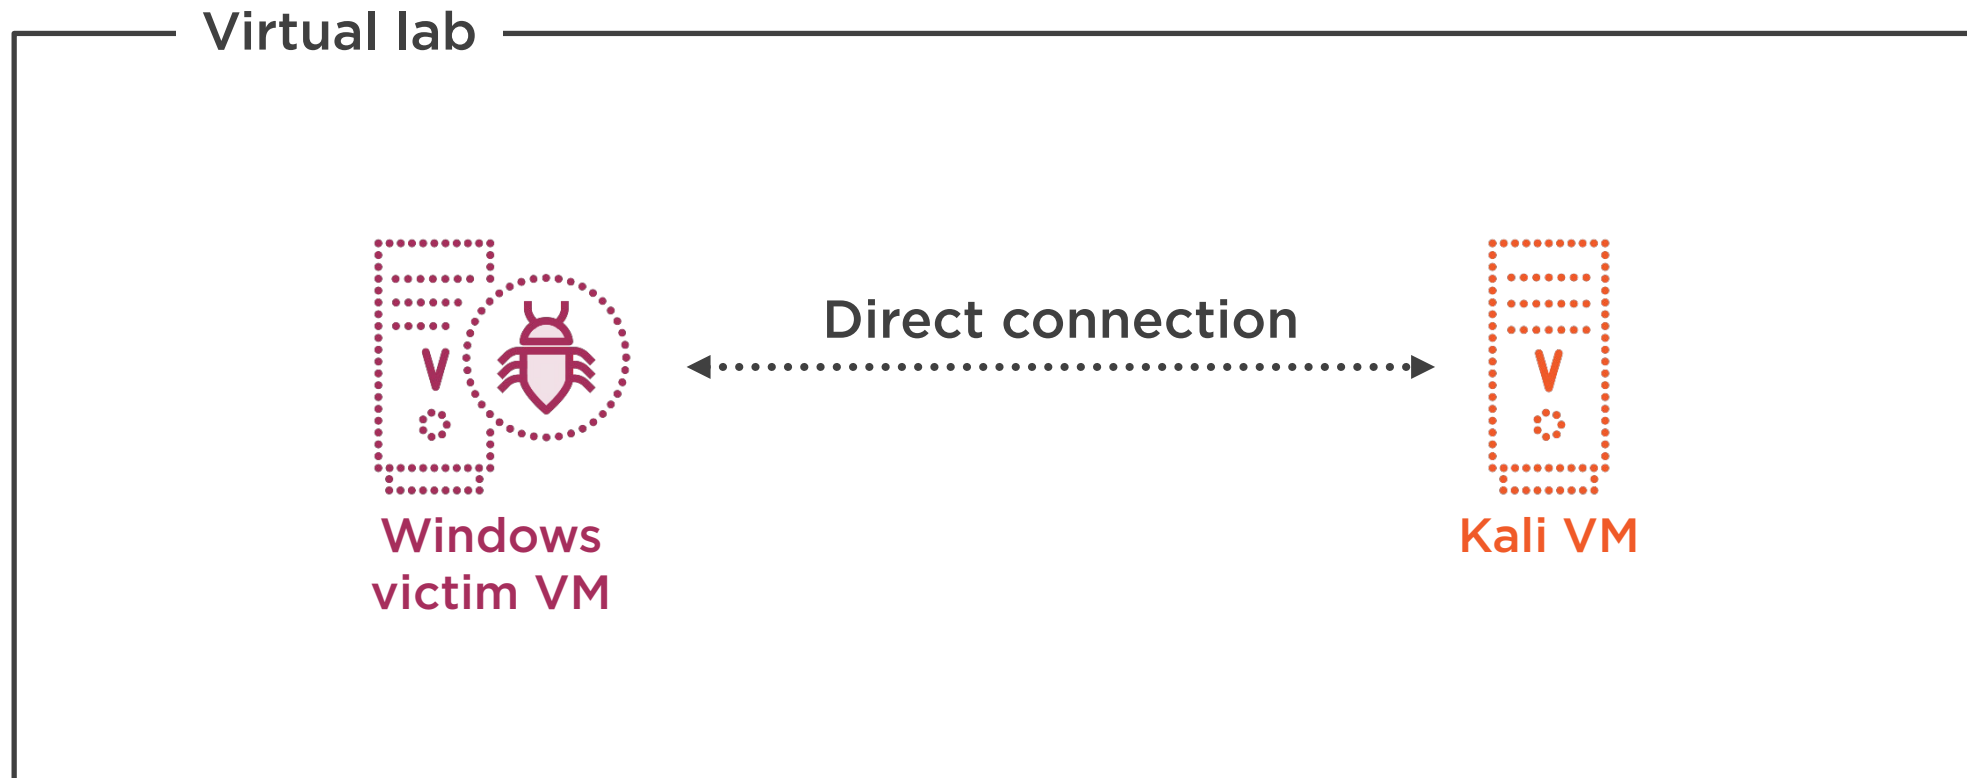 Virtual lab
Direct connection
V
V
Windows
victim VM
Kali VM